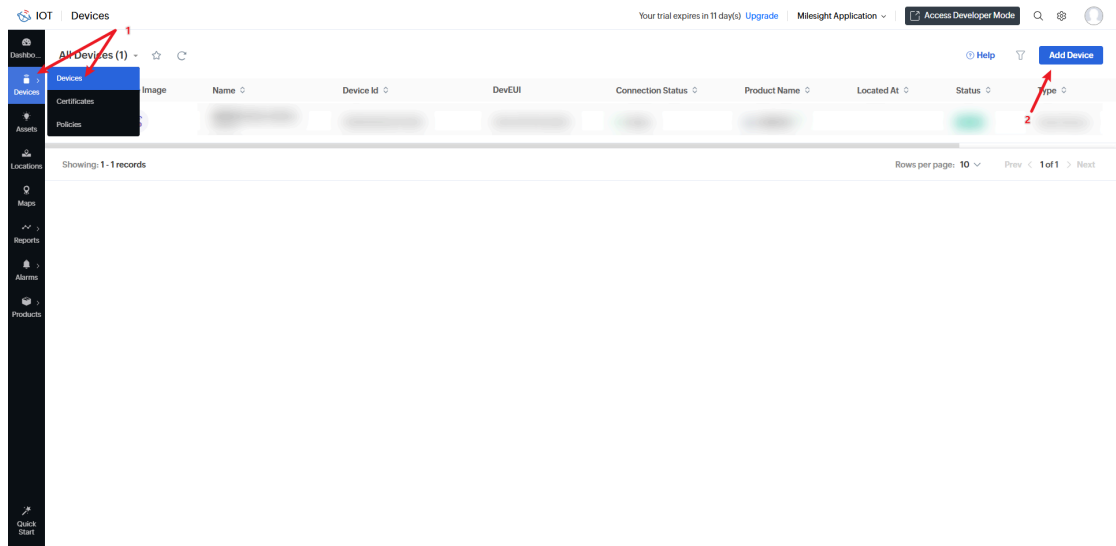 IOT Devices Your trial expires in 11 day(s) Upgrade Milesight Application Access Developer Mode
1
Dashbo...
All Devices (1) Help Add Device
Devices
Devices
Certificates
Policies
Image Name Device Id DevEUI Connection Status Product Name Located At Status Type
2
Assets
Locations
Showing: 1 - 1 records Rows per page: 10 Prev 1 of 1 Next
Maps
Reports
Alarms
Products
Quick
Start